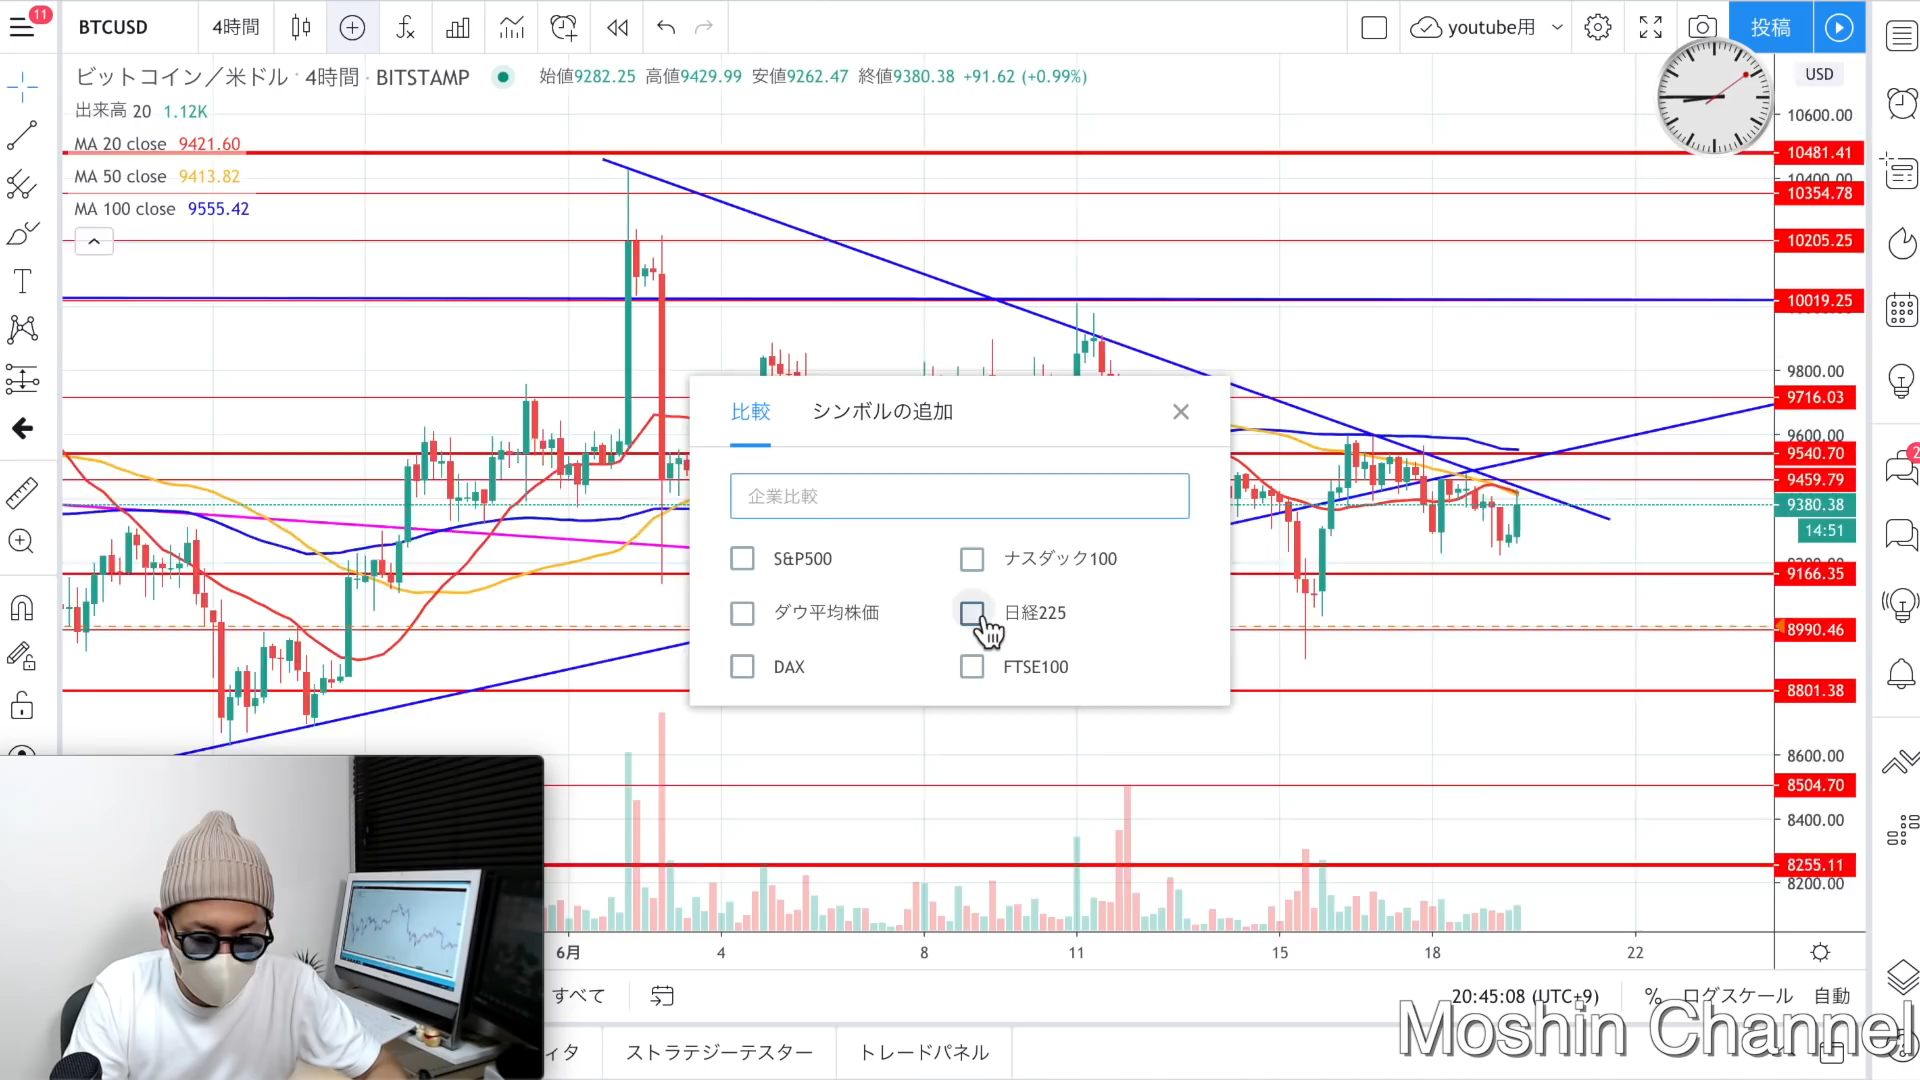 11
BTCUSD
4時間
youtube用
投稿
ビットコイン／米ドル · 4時間 · BITSTAMP
始値9282.25 高値9429.99 安値9262.47 終値9380.38 +91.62 (+0.99%)
USD
出来高 20 1.12K
MA 20 close 9421.60
MA 50 close 9413.82
MA 100 close 9555.42
10600.00
10481.41
10400.00
10354.78
10205.25
10019.25
9800.00
9716.03
9600.00
9540.70
9459.79
9380.38
14:51
9200.00
9166.35
8990.46
8801.38
8600.00
8504.70
8400.00
8255.11
8200.00
2
比較
シンボルの追加
企業比較
S&P500
ナスダック100
ダウ平均株価
日経225
DAX
FTSE100
6月
4
8
11
15
18
22
すべて
20:45:08 (UTC+9)
%
ログスケール
自動
ィタ
ストラテジーテスター
トレードパネル
Moshin Channel